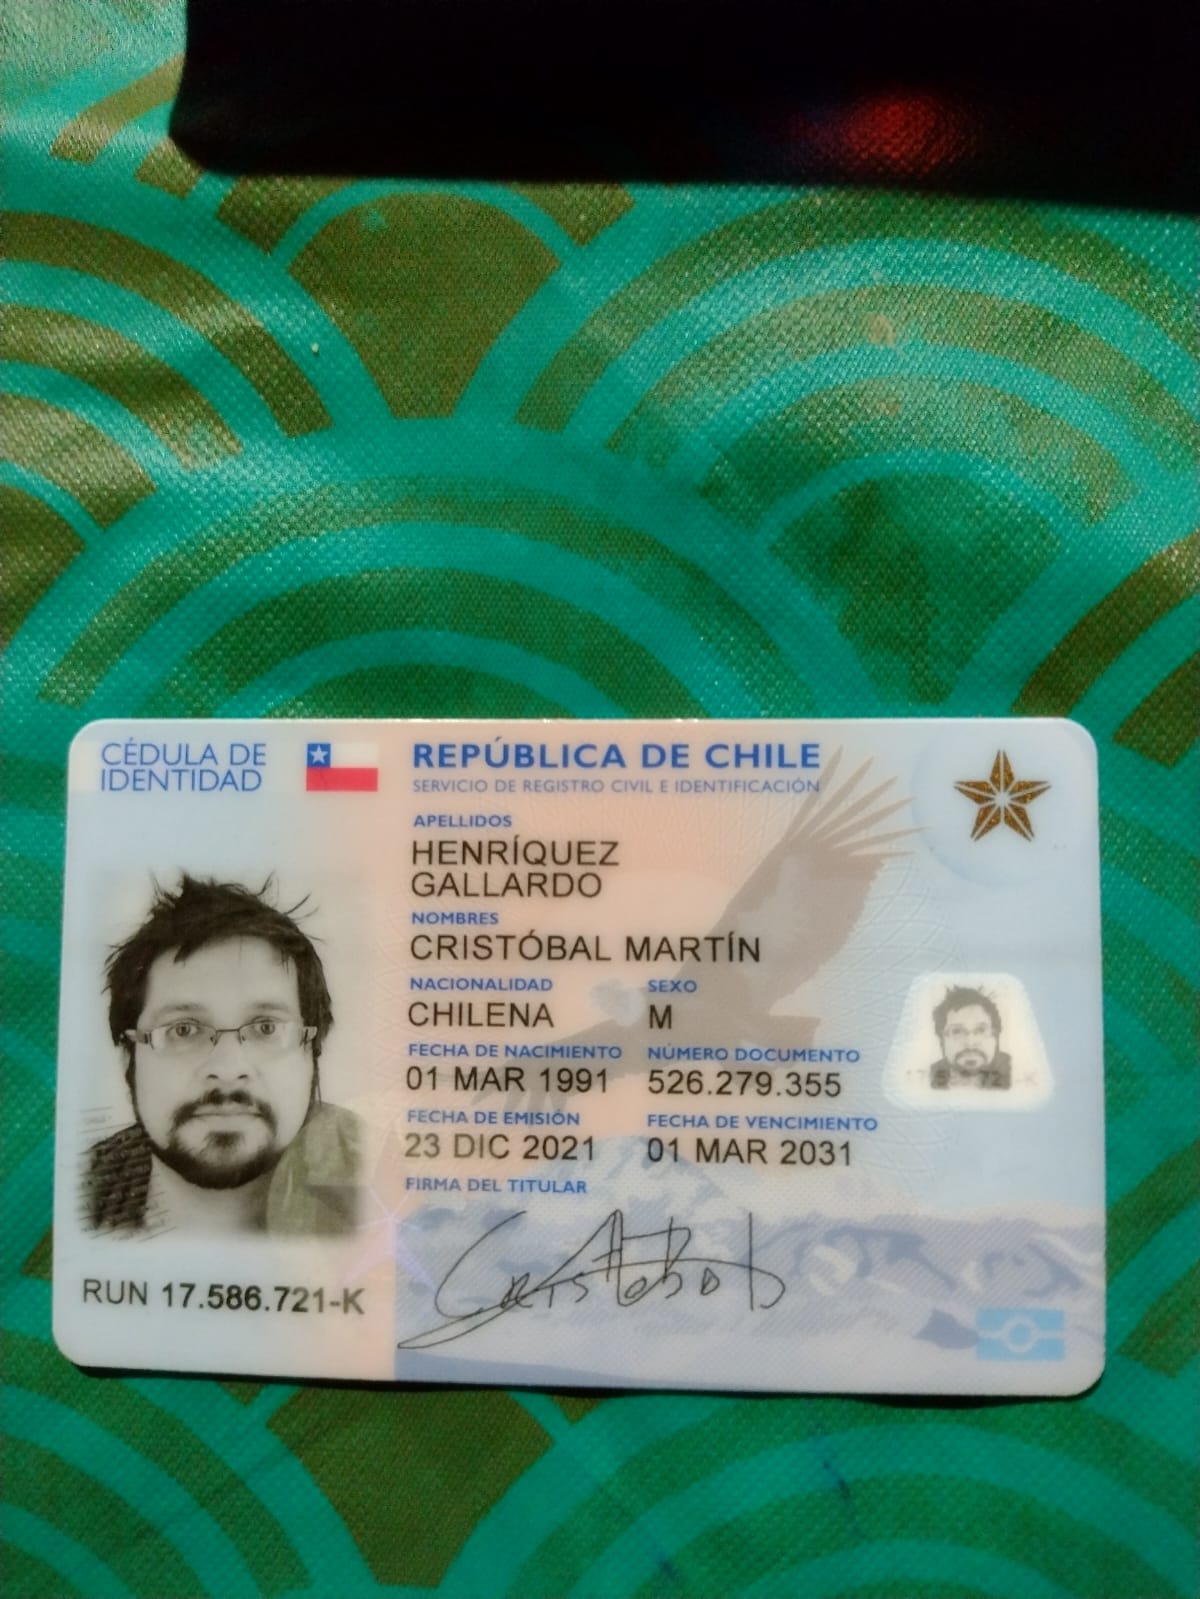 CÉDULA DE
IDENTIDAD
REPÚBLICA DE CHILE
SERVICIO DE REGISTRO CIVIL E IDENTIFICACIÓN
APELLIDOS
HENRÍQUEZ
GALLARDO
NOMBRES
CRISTÓBAL MARTÍN
NACIONALIDAD SEXO
CHILENA M
FECHA DE NACIMIENTO NÚMERO DOCUMENTO
01 MAR 1991 526.279.355
FECHA DE EMISIÓN FECHA DE VENCIMIENTO
23 DIC 2021 01 MAR 2031
FIRMA DEL TITULAR
Cristobal
RUN 17.586.721-K